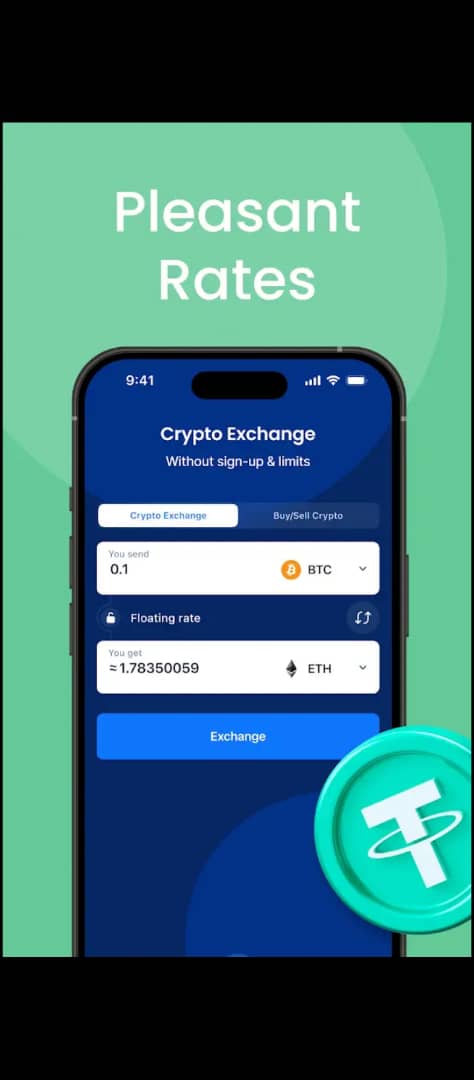 Pleasant
Rates
9:41
Crypto Exchange
Without sign-up & limits
Crypto Exchange
Buy/Sell Crypto
You send
0.1
BTC
Floating rate
You get
≈1.78350059
ETH
Exchange